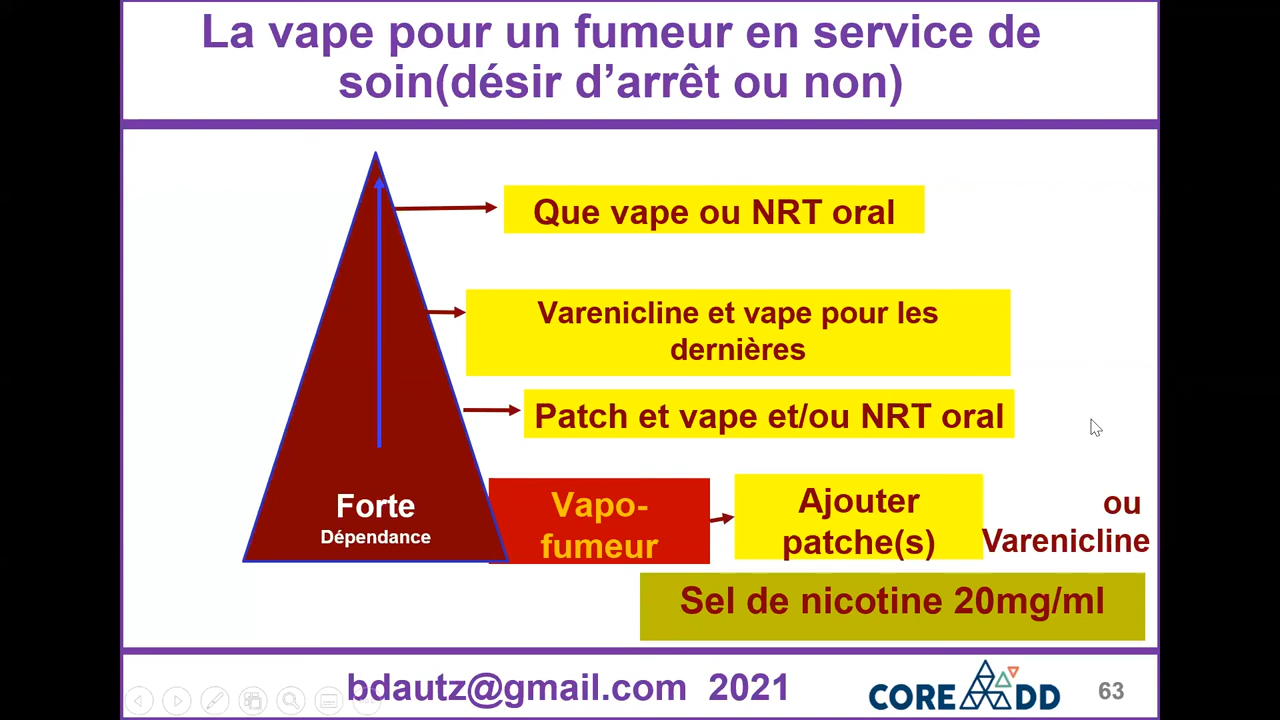 La vape pour un fumeur en service de
soin(désir d’arrêt ou non)
Que vape ou NRT oral
Varenicline et vape pour les
dernières
Patch et vape et/ou NRT oral
Forte
Dépendance
Vapo-
fumeur
Ajouter
patche(s)
ou
Varenicline
Sel de nicotine 20mg/ml
bdautz@gmail.com 2021
CORE ADD
63